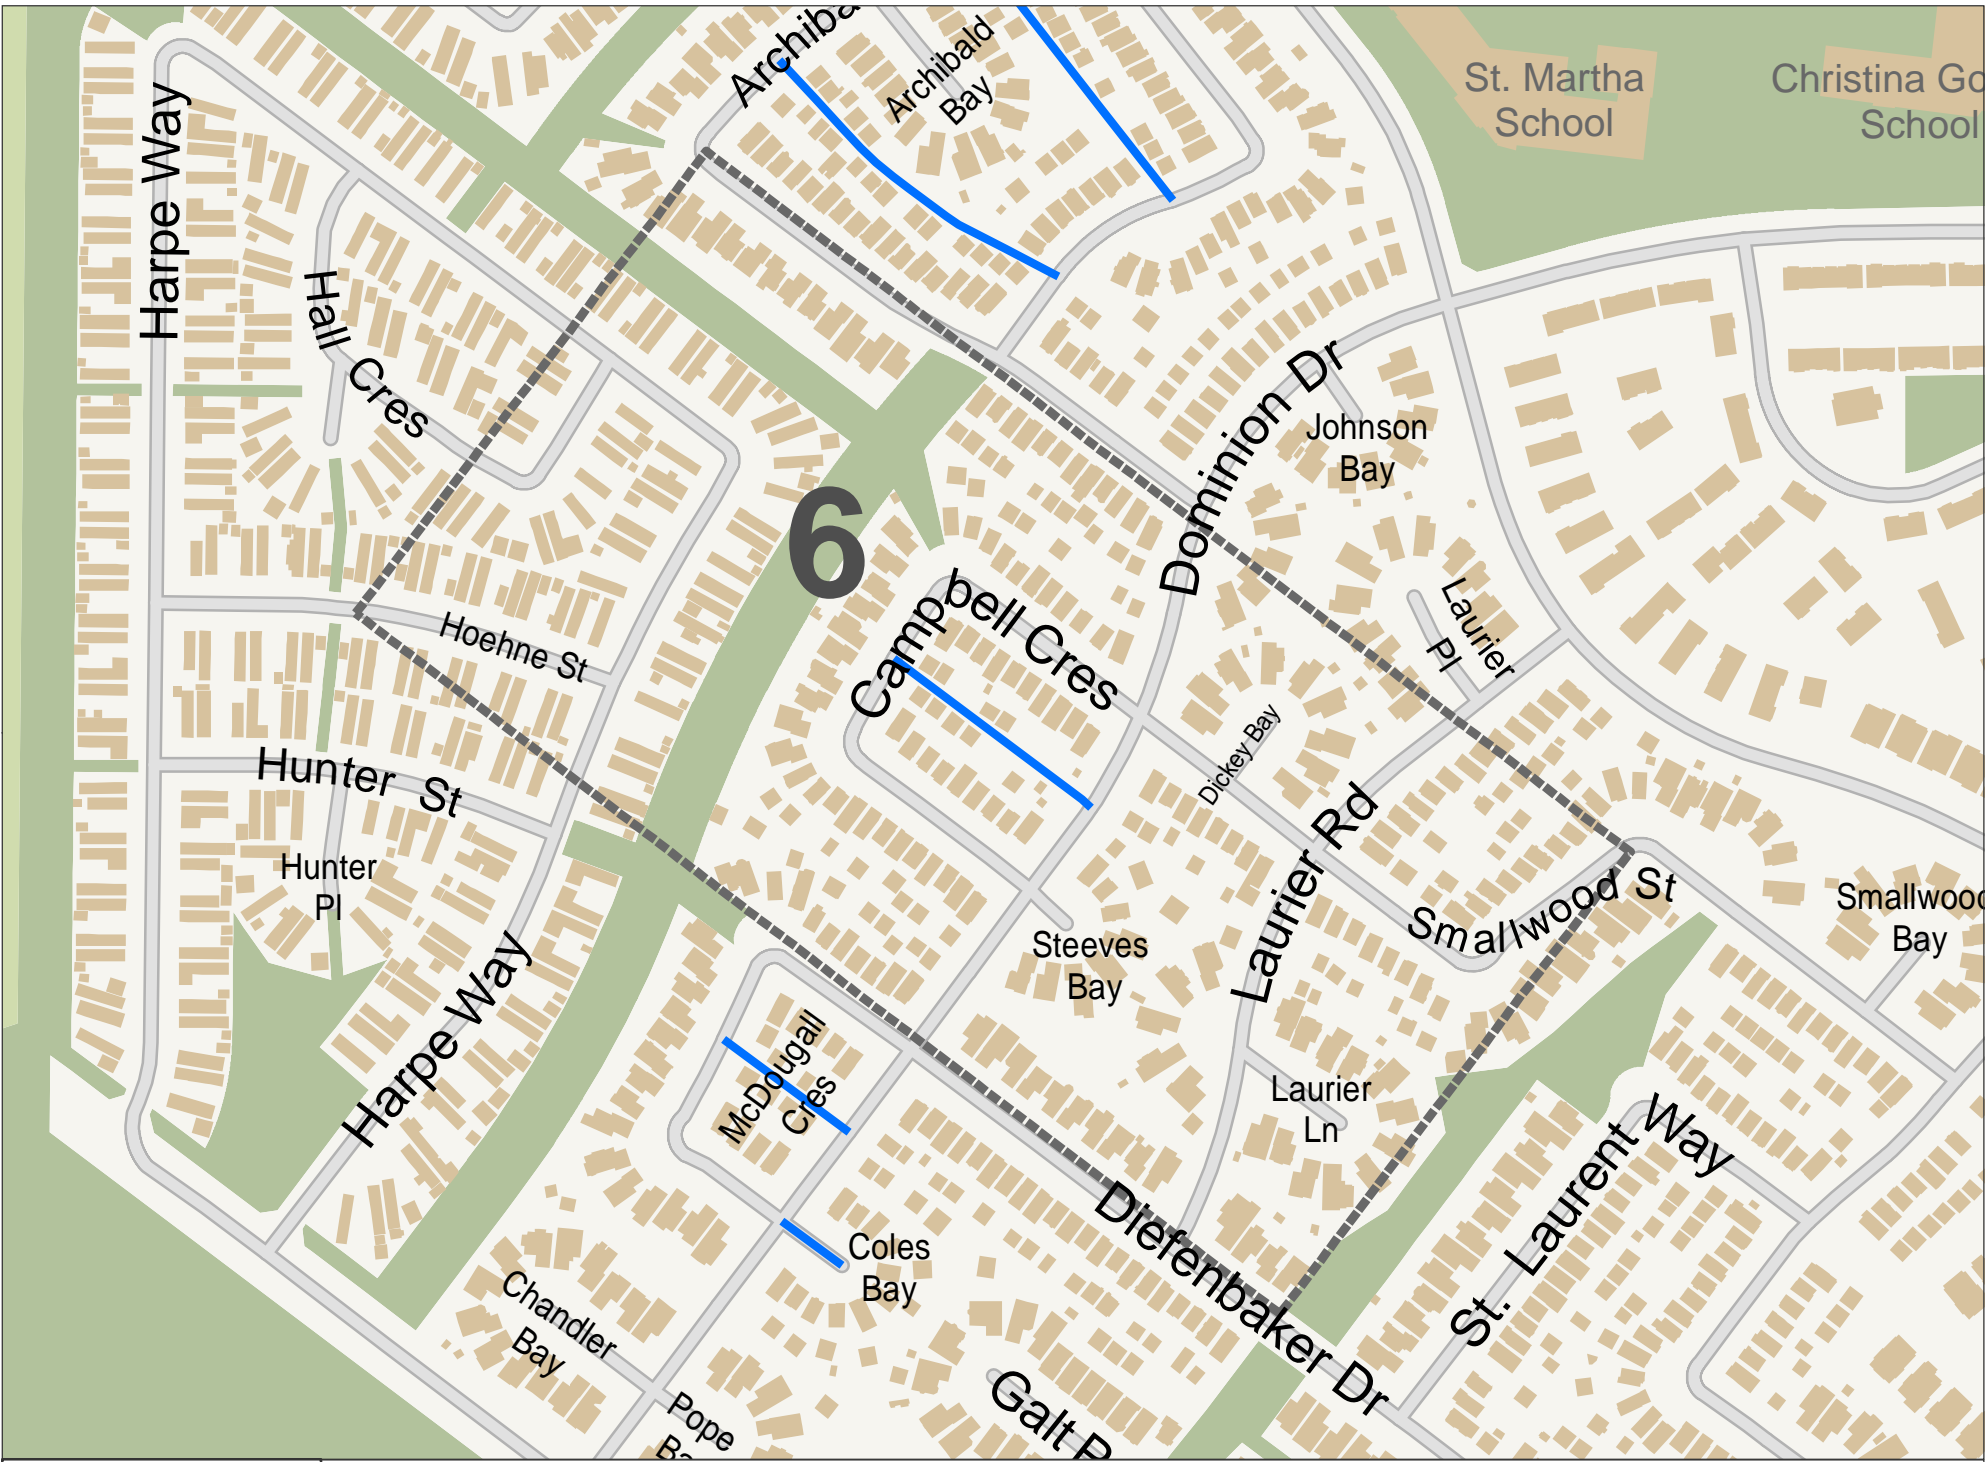 Archiba
Archibald
Bay
St. Martha
School
Christina Go
School
Harpe Way
Hall Cres
Dominion Dr
Johnson
Bay
6
Campbell Cres
Laurier
Pl
Hoehne St
Dickey Bay
Hunter St
Hunter
Pl
Laurier Rd
Smallwood St
Smallwood
Bay
Steeves
Bay
Harpe Way
McDougall
Cres
Laurier
Ln
St. Laurent Way
Diefenbaker Dr
Coles
Bay
Chandler
Bay
Pope
Galt